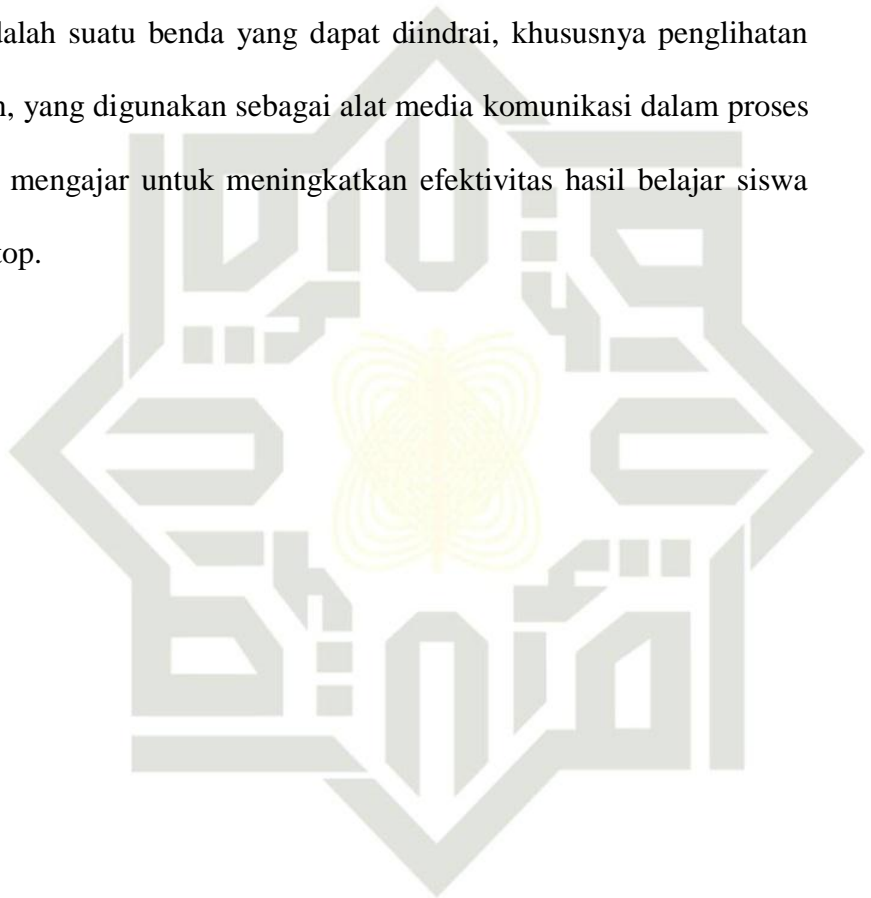 dalah suatu benda yang dapat diindrai, khususnya penglihatan
n, yang digunakan sebagai alat media komunikasi dalam proses
mengajar untuk meningkatkan efektivitas hasil belajar siswa
top.